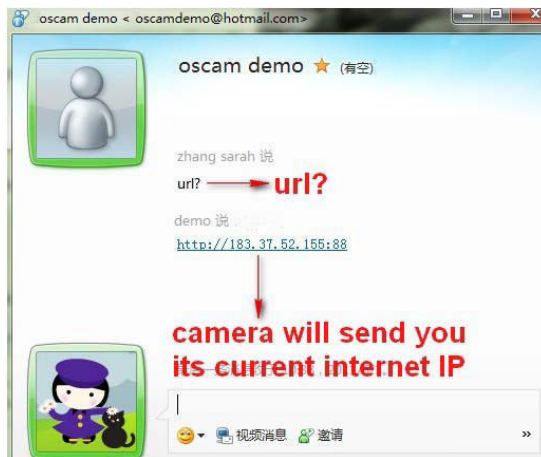 oscam demo < oscamdemo@hotmail.com>
oscam demo (有空)
zhang sarah 说
url? url?
demo 说
http://183.37.52.155:88
camera will send you
its current internet IP
视频消息 邀请 »